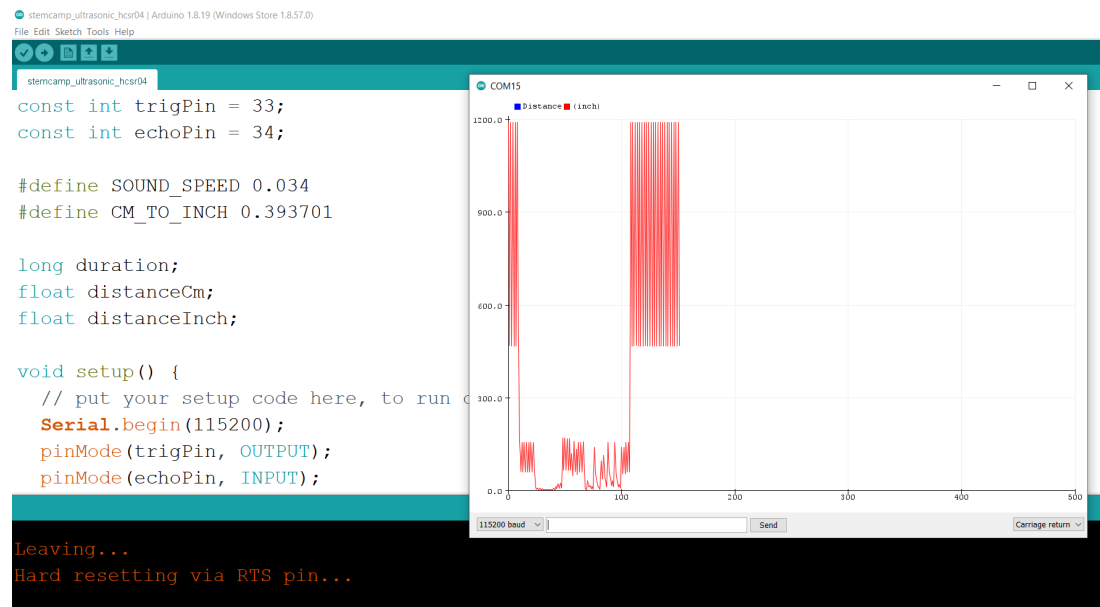 stemcamp_ultrasonic_hcsr04 | Arduino 1.8.19 (Windows Store 1.8.57.0)
File Edit Sketch Tools Help
stemcamp_ultrasonic_hcsr04
const int trigPin = 33;
const int echoPin = 34;
#define SOUND_SPEED 0.034
#define CM_TO_INCH 0.393701
long duration;
float distanceCm;
float distanceInch;
void setup() {
// put your setup code here, to run
Serial.begin(115200);
pinMode(trigPin, OUTPUT);
pinMode(echoPin, INPUT);
COM15
Distance (inch)
1200.0
900.0
600.0
300.0
0.0
0 100 200 300 400 500
115200 baud Send Carriage return
Leaving...
Hard resetting via RTS pin...